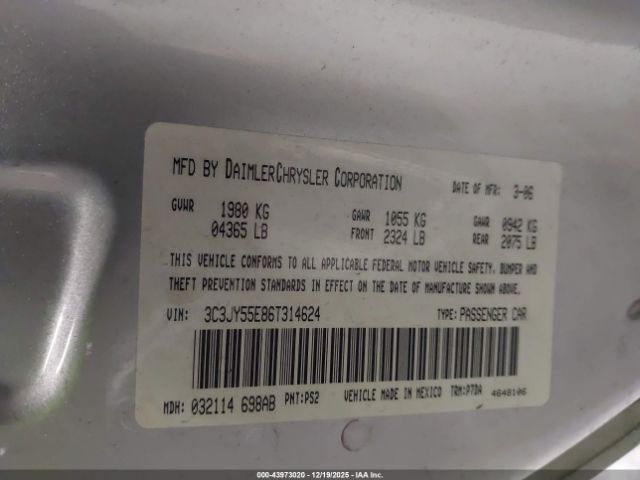 MFD BY DAIMLERCHRYSLER CORPORATION DATE OF MFR: 3-06
GVWR 1980 KG GAWR 1055 KG GAWR 0942 KG
04365 LB FRONT 2324 LB REAR 2075 LB
THIS VEHICLE CONFORMS TO ALL APPLICABLE FEDERAL MOTOR VEHICLE SAFETY, BUMPER AND
THEFT PREVENTION STANDARDS IN EFFECT ON THE DATE OF MANUFACTURE SHOWN ABOVE.
VIN: 3C3JY55E86T314624 TYPE: PASSENGER CAR
MDH: 032114 698AB PNT:PS2 VEHICLE MADE IN MEXICO TRM:P7DA 4648106
000-43973020 - 12/19/2025 - IAA Inc.